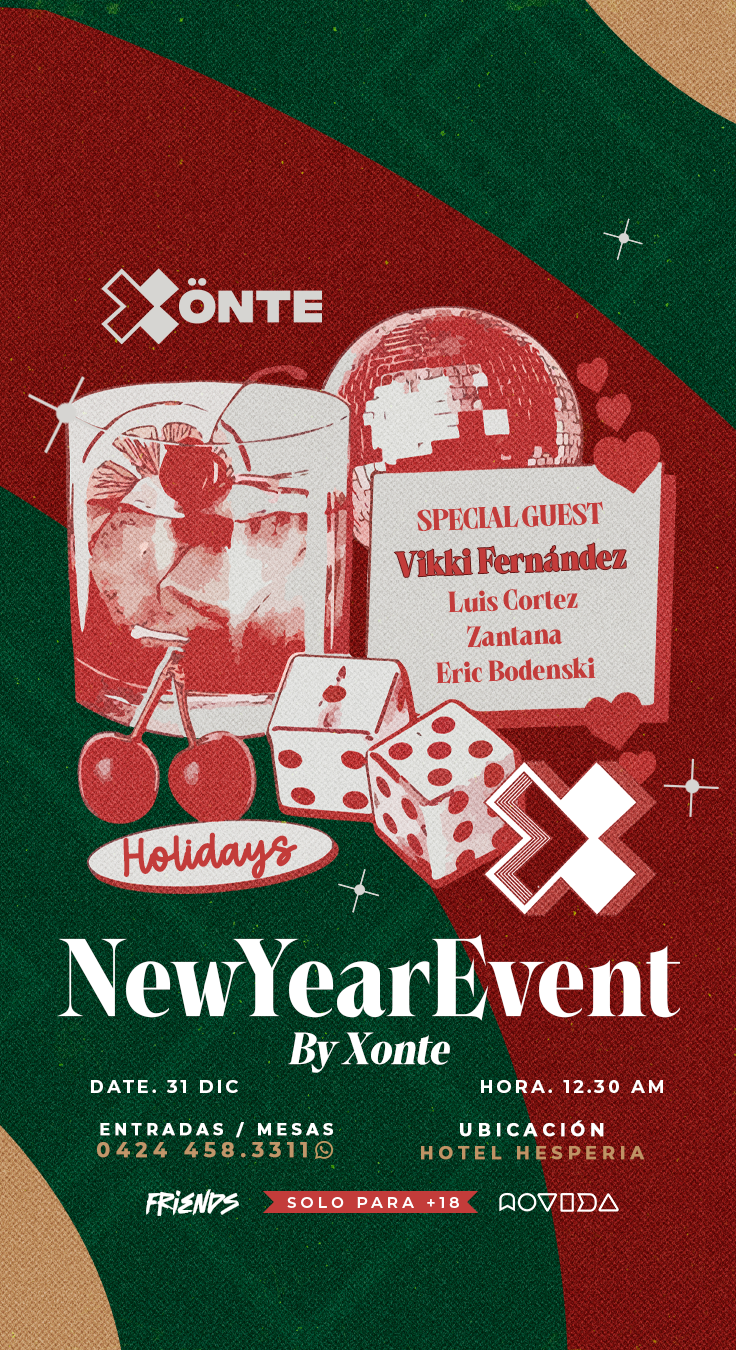 XÖNTE
SPECIAL GUEST
Vikki Fernández
Luis Cortez
Zantana
Eric Bodenski
Holidays
NewYearEvent
By Xonte
DATE. 31 DIC
HORA. 12.30 AM
ENTRADAS / MESAS
0424 458.3311
UBICACIÓN
HOTEL HESPERIA
FRiENDS
SOLO PARA +18